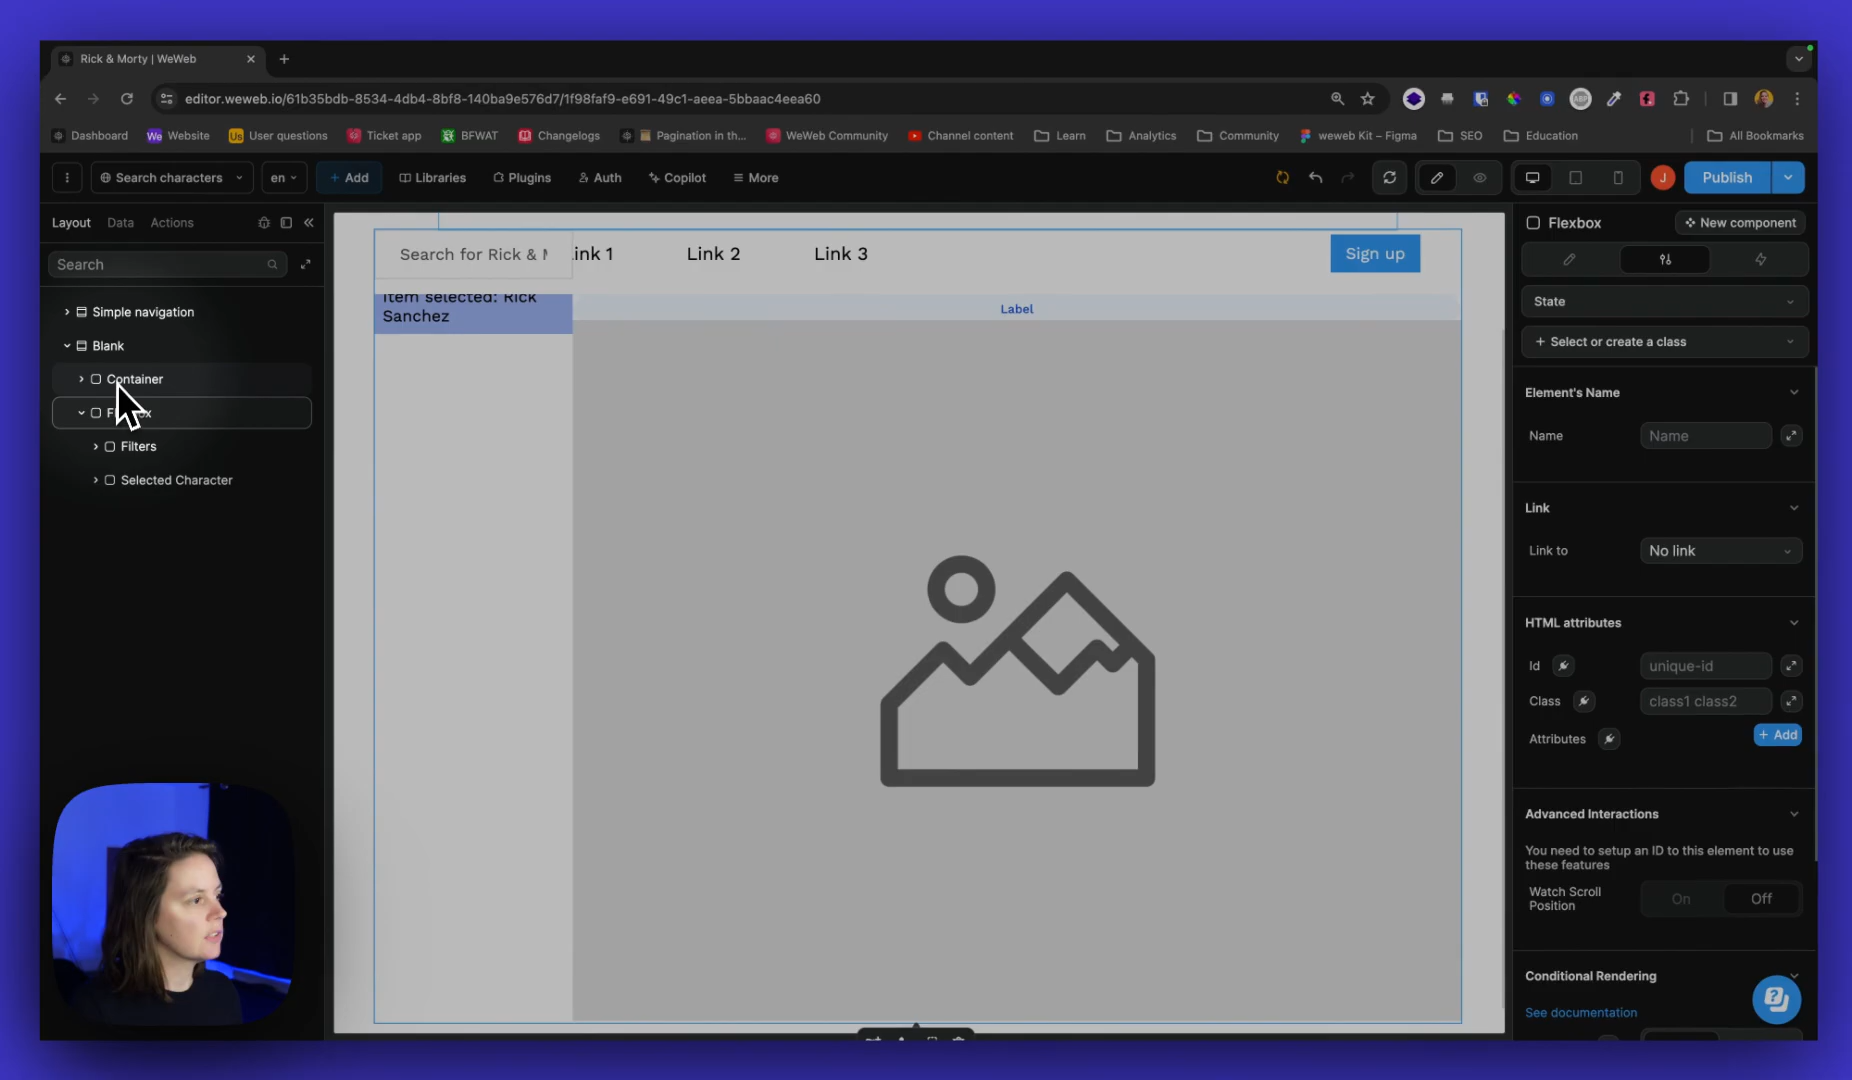 Rick & Morty | WeWeb
editor.weweb.io/61b35bdb-8534-4db4-8bf8-140ba9e576d7/1f98faf9-e691-49c1-aeea-5bbaac4eea60
Dashboard We Website Us User questions Ticket app BFWAT Changelogs Pagination in th... WeWeb Community Channel content Learn Analytics Community weweb Kit – Figma SEO Education All Bookmarks
Search characters en + Add Libraries Plugins Auth Copilot More J Publish
Layout Data Actions
Search
Simple navigation
Blank
Container
Filters
Selected Character
Search for Rick & M
ink 1 Link 2 Link 3 Sign up
Item selected: Rick
Sanchez
Label
Flexbox New component
State
+ Select or create a class
Element's Name
Name Name
Link
Link to No link
HTML attributes
Id unique-id
Class class1 class2
Attributes + Add
Advanced Interactions
You need to setup an ID to this element to use
these features
Watch Scroll
Position On Off
Conditional Rendering
See documentation